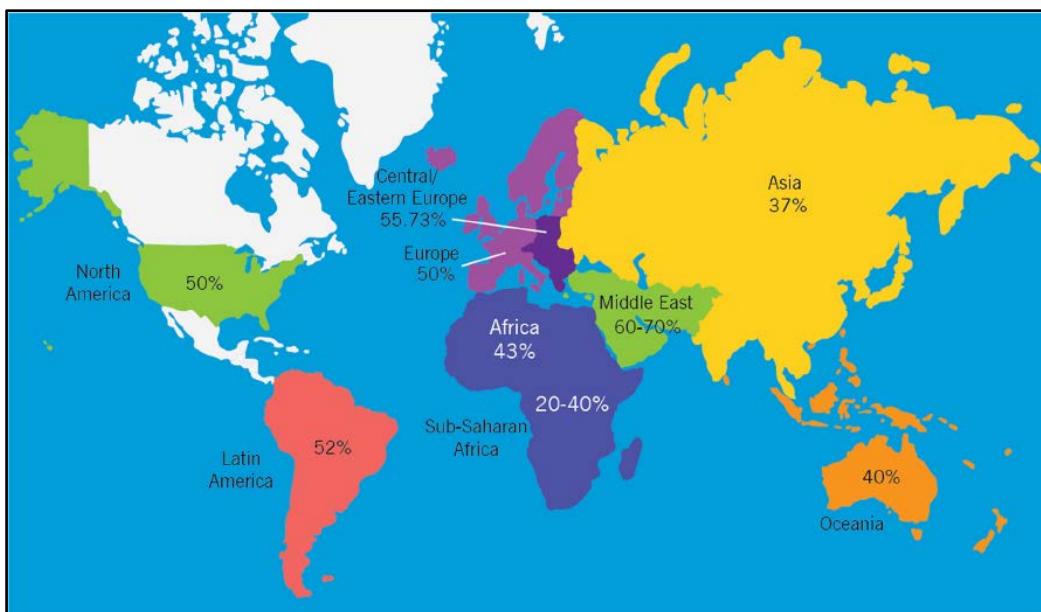 Central/
Eastern Europe
55.73%
Asia
37%
Europe
50%
North
America
50%
Middle East
60-70%
Africa
43%
20-40%
Sub-Saharan
Africa
52%
Latin
America
40%
Oceania